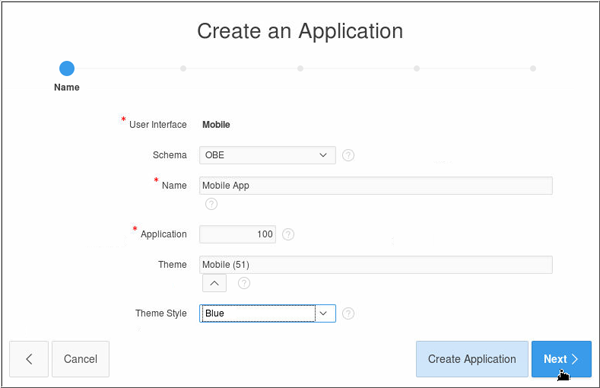 Create an Application
Name
* User Interface Mobile
Schema OBE ?
* Name Mobile App
?
* Application 100 ?
Theme Mobile (51)
?
Theme Style Blue ?
Cancel Create Application Next